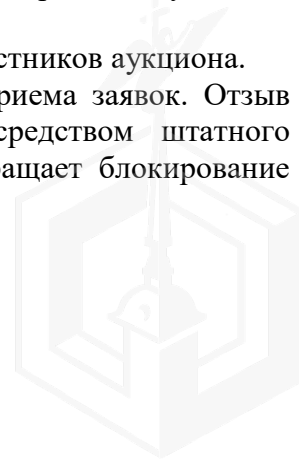 стников аукциона.
риема заявок. Отзыв
средством штатного
ращает блокирование